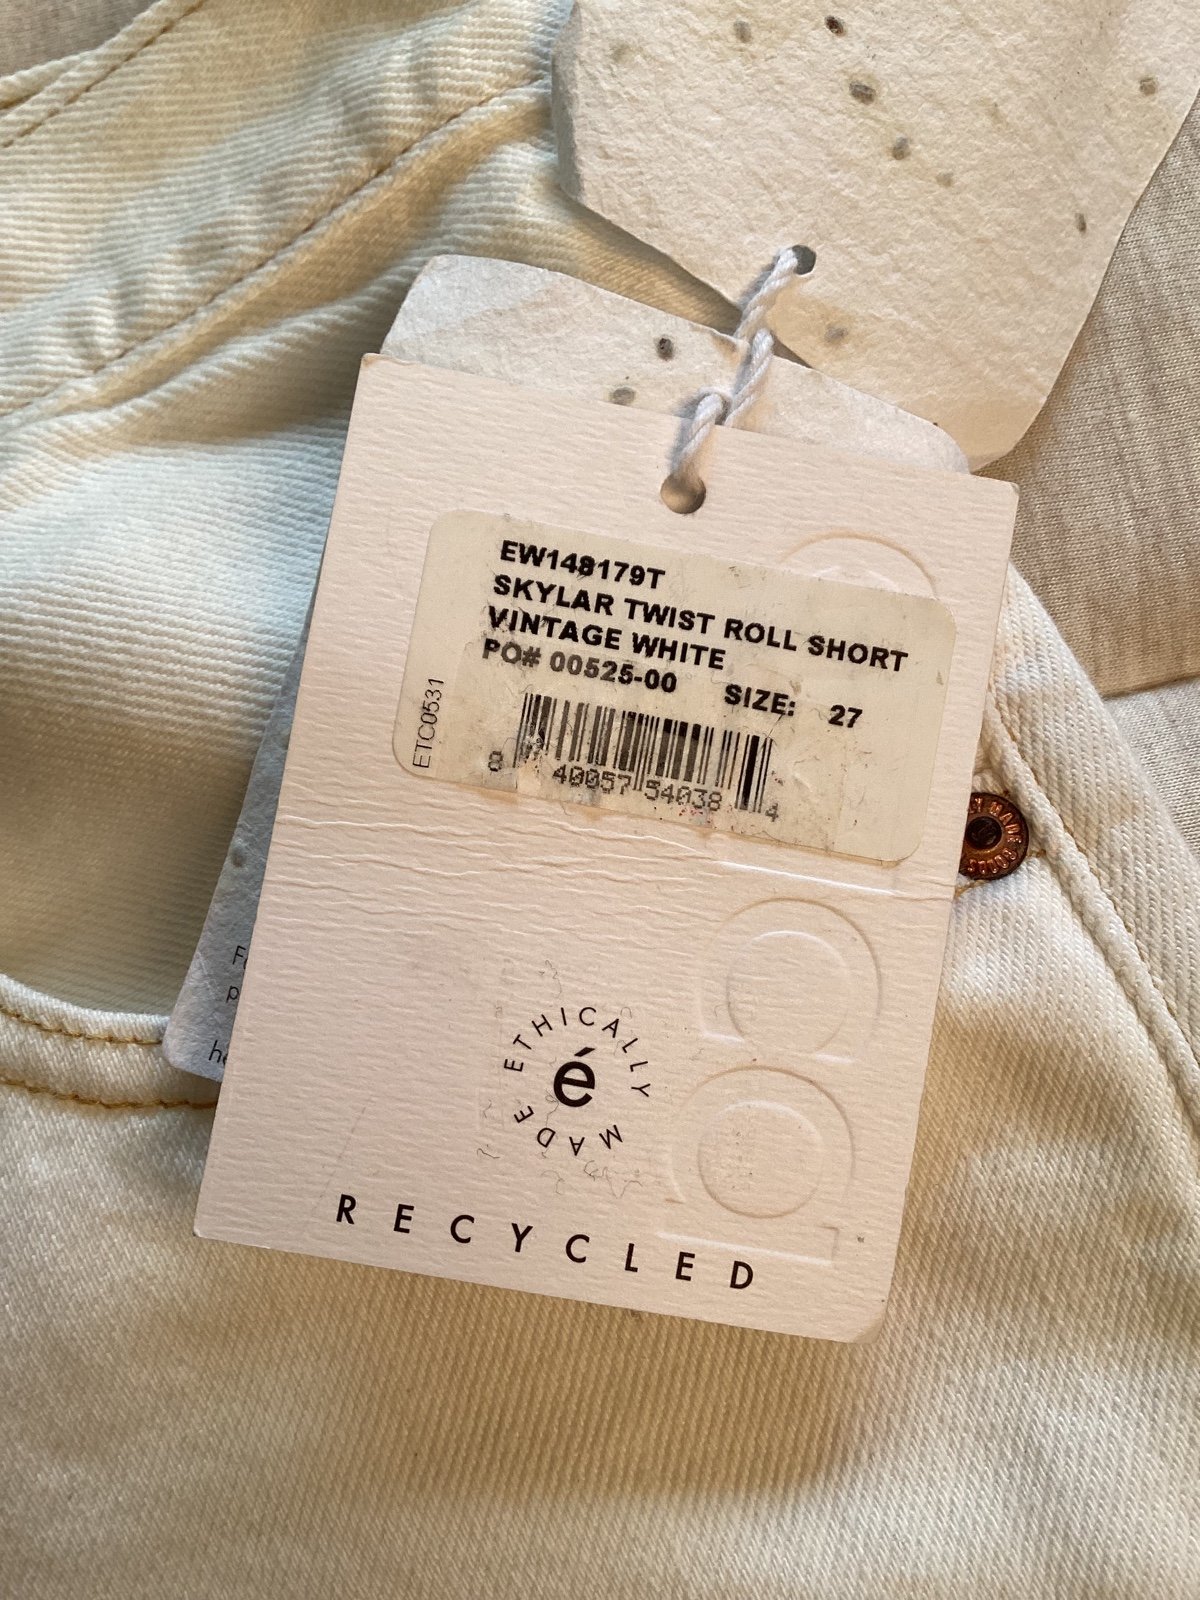 EW148179T
SKYLAR TWIST ROLL SHORT
VINTAGE WHITE
PO# 00525-00 SIZE: 27
ETC0531
8 40057 54038 4
ETHICALLY MADE
é
RECYCLED